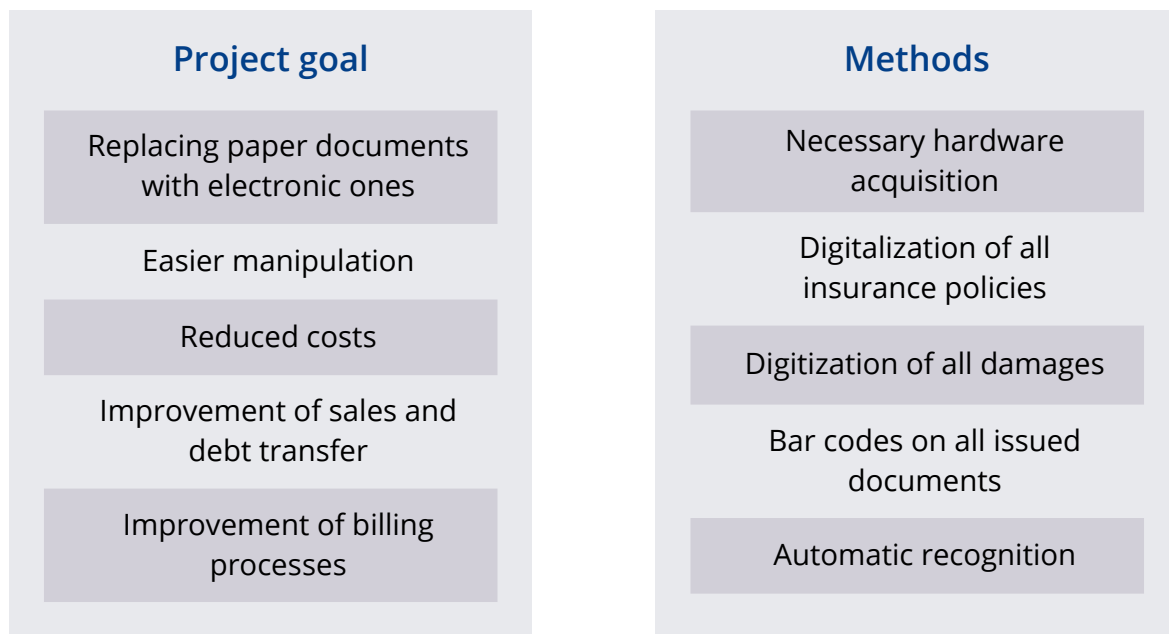 Project goal
Replacing paper documents
with electronic ones
Easier manipulation
Reduced costs
Improvement of sales and
debt transfer
Improvement of billing
processes
Methods
Necessary hardware
acquisition
Digitalization of all
insurance policies
Digitization of all damages
Bar codes on all issued
documents
Automatic recognition